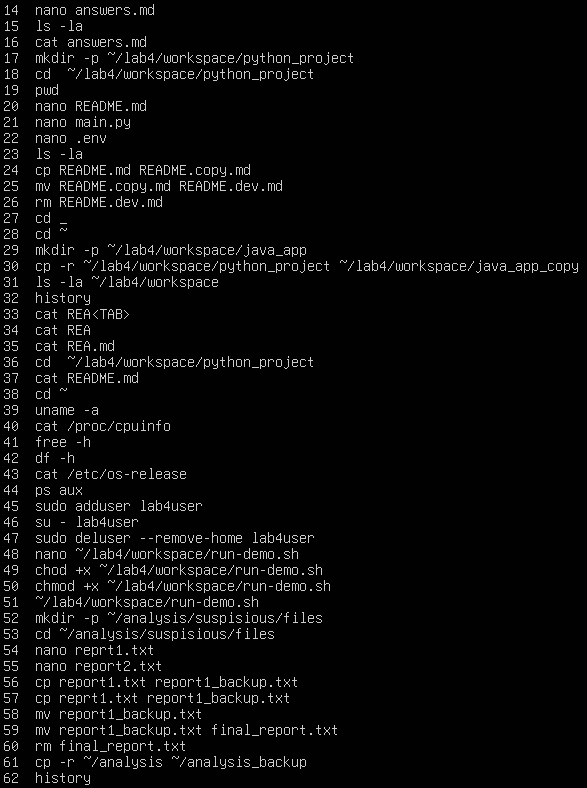 14 nano answers.md
15 ls -la
16 cat answers.md
17 mkdir -p ~/lab4/workspace/python_project
18 cd  ~/lab4/workspace/python_project
19 pwd
20 nano README.md
21 nano main.py
22 nano .env
23 ls -la
24 cp README.md README.copy.md
25 mv README.copy.md README.dev.md
26 rm README.dev.md
27 cd _
28 cd ~
29 mkdir -p ~/lab4/workspace/java_app
30 cp -r ~/lab4/workspace/python_project ~/lab4/workspace/java_app_copy
31 ls -la ~/lab4/workspace
32 history
33 cat REA<TAB>
34 cat REA
35 cat REA.md
36 cd  ~/lab4/workspace/python_project
37 cat README.md
38 cd ~
39 uname -a
40 cat /proc/cpuinfo
41 free -h
42 df -h
43 cat /etc/os-release
44 ps aux
45 sudo adduser lab4user
46 su - lab4user
47 sudo deluser --remove-home lab4user
48 nano ~/lab4/workspace/run-demo.sh
49 chod +x ~/lab4/workspace/run-demo.sh
50 chmod +x ~/lab4/workspace/run-demo.sh
51 ~/lab4/workspace/run-demo.sh
52 mkdir -p ~/analysis/suspisious/files
53 cd ~/analysis/suspisious/files
54 nano reprt1.txt
55 nano report2.txt
56 cp report1.txt report1_backup.txt
57 cp reprt1.txt report1_backup.txt
58 mv report1_backup.txt
59 mv report1_backup.txt final_report.txt
60 rm final_report.txt
61 cp -r ~/analysis ~/analysis_backup
62 history